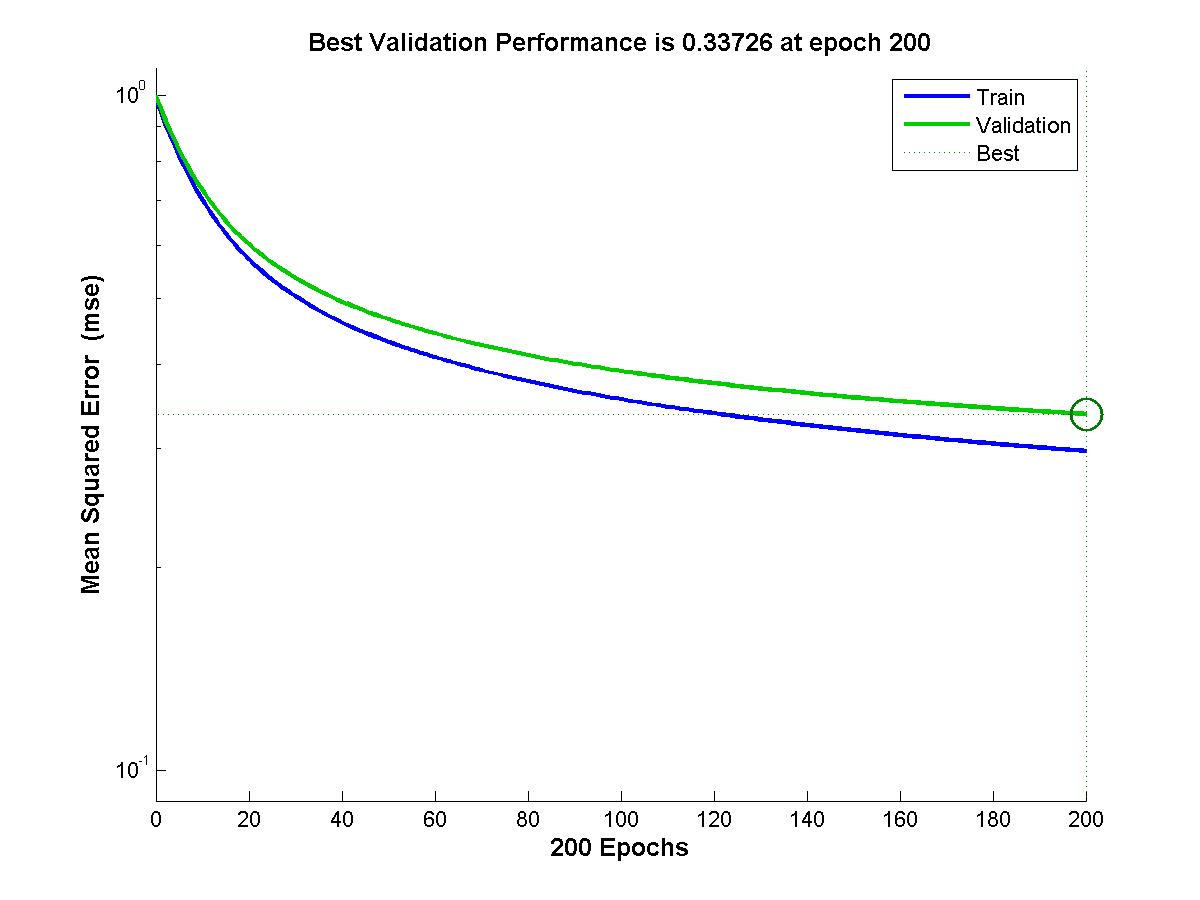 Best Validation Performance is 0.33726 at epoch 200
10^0
Train
Validation
Best
Mean Squared Error (mse)
10^-1
0 20 40 60 80 100 120 140 160 180 200
200 Epochs